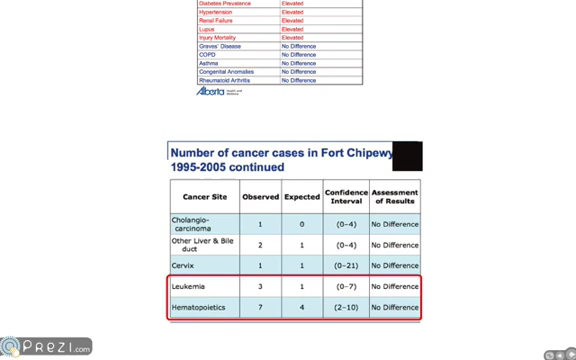 Diabetes Prevalence Elevated
Hypertension Elevated
Renal Failure Elevated
Lupus Elevated
Injury Mortality Elevated
Graves' Disease No Difference
COPD No Difference
Asthma No Difference
Congenital Anomalies No Difference
Rheumatoid Arthritis No Difference
Alberta Health and
Wellness
Number of cancer cases in Fort Chipewy
1995-2005 continued
Cancer Site Observed Expected Confidence Interval Assessment of Results
Cholangio-carcinoma 1 0 (0–4) No Difference
Other Liver & Bile duct 2 1 (0–4) No Difference
Cervix 1 1 (0–21) No Difference
Leukemia 3 1 (0–7) No Difference
Hematopoietics 7 4 (2–10) No Difference
PREZI.COM